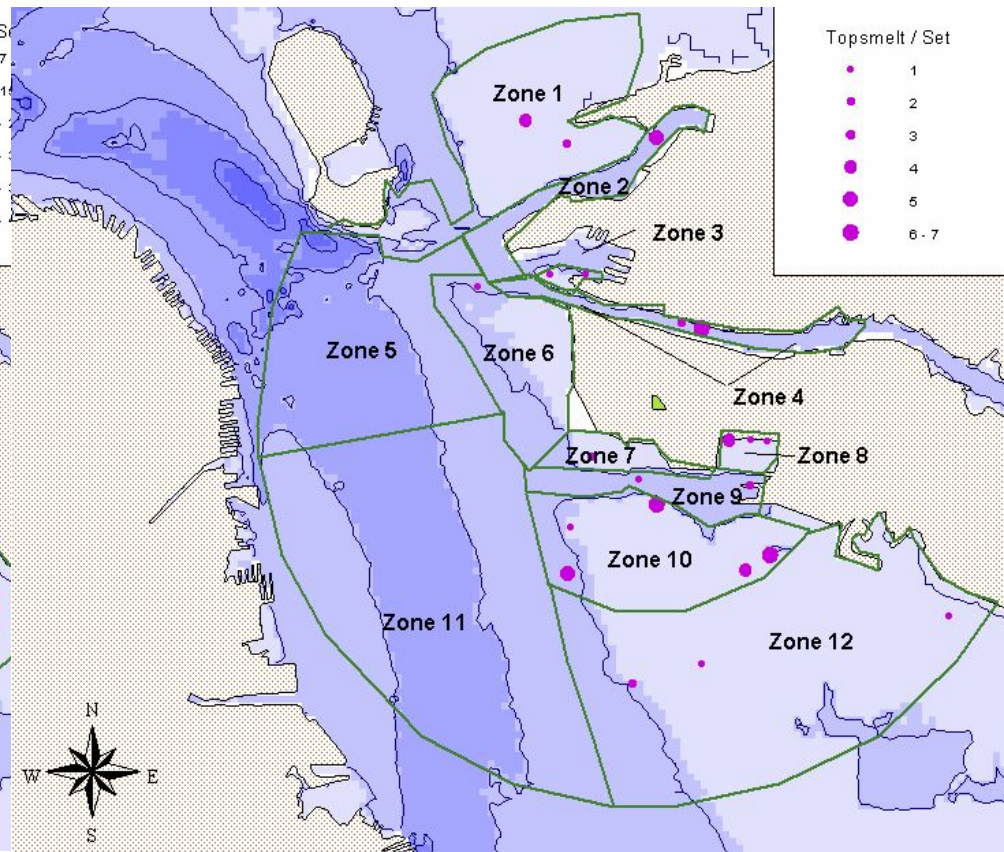 Topsmelt / Set
1
2
3
4
5
6 - 7
Zone 1
Zone 2
Zone 3
Zone 5
Zone 6
Zone 4
Zone 7
Zone 8
Zone 9
Zone 10
Zone 11
Zone 12
N
W
E
S